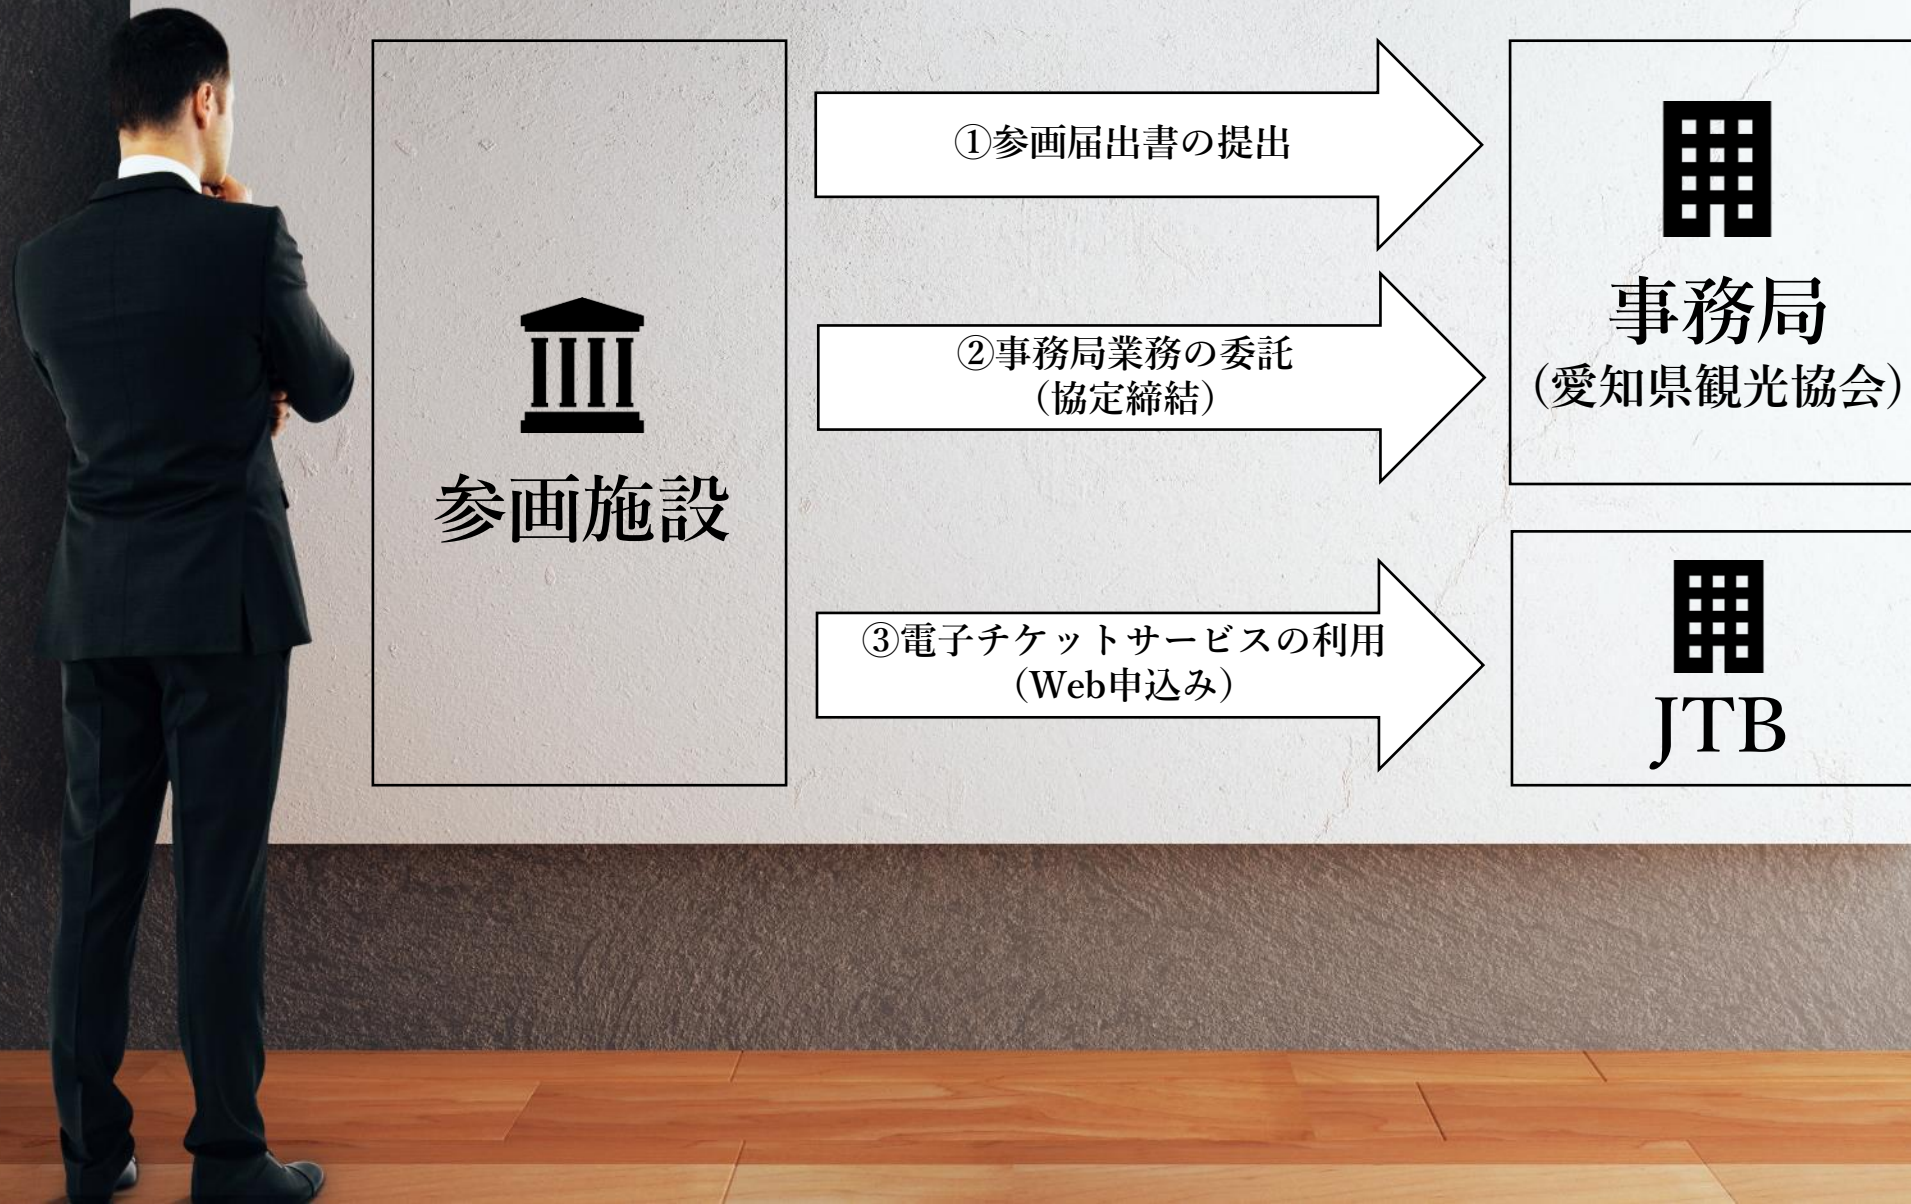 参画施設
①参画届出書の提出
②事務局業務の委託
（協定締結）
③電子チケットサービスの利用
（Web申込み）
事務局
（愛知県観光協会）
JTB